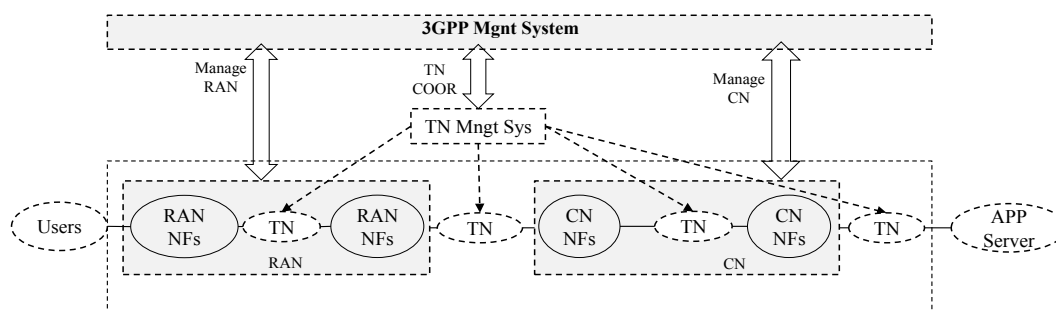 3GPP Mgnt System
Manage
RAN
TN
COOR
Manage
CN
TN Mngt Sys
Users
RAN
NFs
TN
RAN
NFs
TN
CN
NFs
TN
CN
NFs
TN
APP
Server
RAN
CN